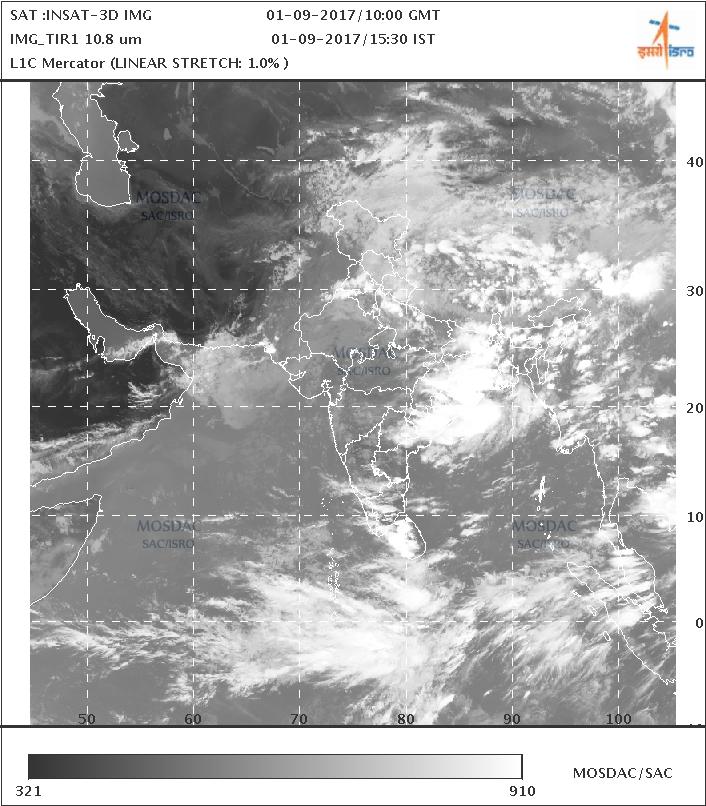 SAT :INSAT-3D IMG 01-09-2017/10:00 GMT
IMG_TIR1 10.8 um 01-09-2017/15:30 IST
L1C Mercator (LINEAR STRETCH: 1.0% )
इसरो isro
40
MOSDAC MOSDAC
SAC/ISRO SAC/ISRO
30
MOSDAC
SAC/ISRO
20
10
MOSDAC MOSDAC
SAC/ISRO SAC/ISRO
0
50 60 70 80 90 100
321 910 MOSDAC/SAC